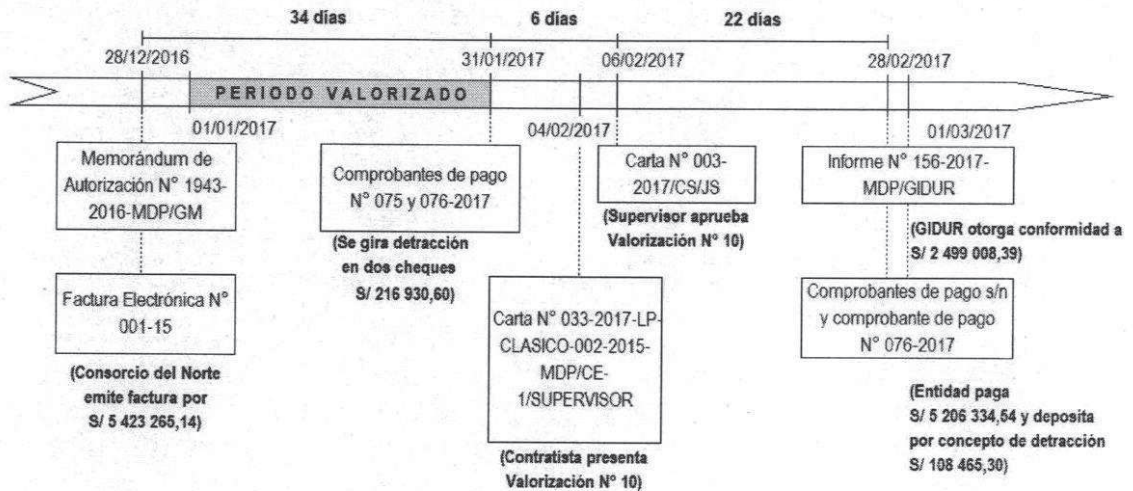 34 días
6 días
22 días
28/12/2016
31/01/2017
06/02/2017
28/02/2017
PERIODO VALORIZADO
01/01/2017
04/02/2017
01/03/2017
Memorándum de
Autorización N° 1943-
2016-MDP/GM
Factura Electrónica N°
001-15
(Consorcio del Norte
emite factura por
S/ 5 423 265,14)
Comprobantes de pago
N° 075 y 076-2017
(Se gira detracción
en dos cheques
S/ 216 930,60)
Carta N° 003-
2017/CS/JS
(Supervisor aprueba
Valorización N° 10)
Carta N° 033-2017-LP-
CLASICO-002-2015-
MDP/CE-
1/SUPERVISOR
(Contratista presenta
Valorización N° 10)
Informe N° 156-2017-
MDP/GIDUR
(GIDUR otorga conformidad a
S/ 2 499 008,39)
Comprobantes de pago s/n
y comprobante de pago
N° 076-2017
(Entidad paga
S/ 5 206 334,54 y deposita
por concepto de detracción
S/ 108 465,30)